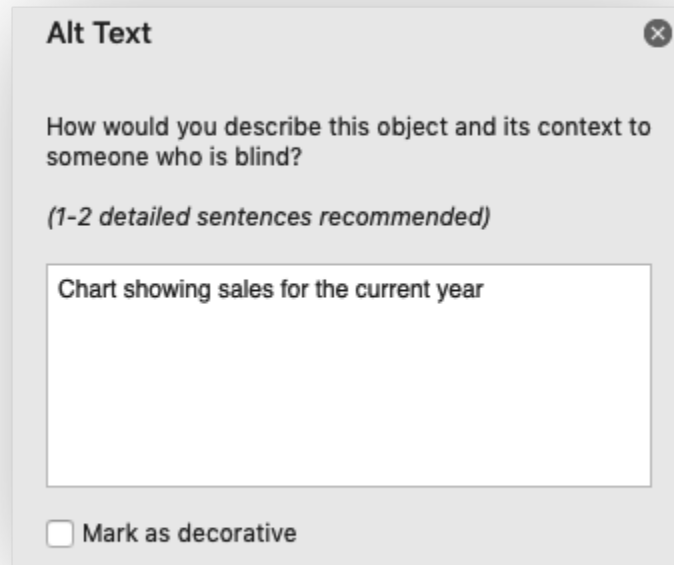 Alt Text
How would you describe this object and its context to
someone who is blind?
(1-2 detailed sentences recommended)
Chart showing sales for the current year
Mark as decorative